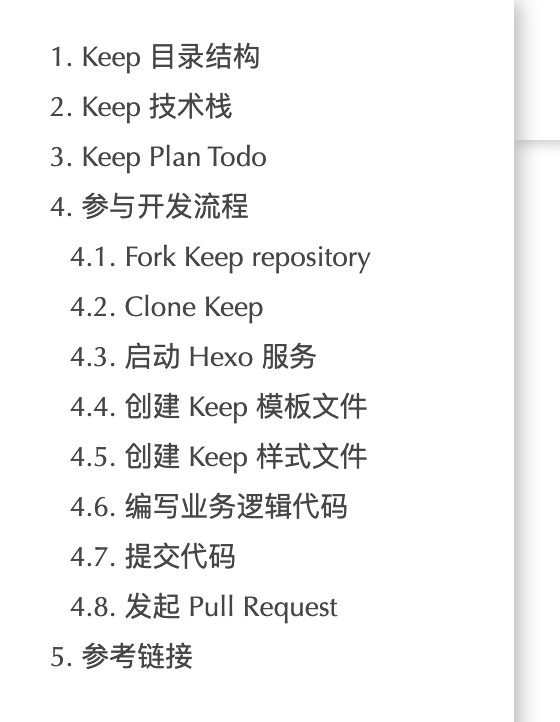 1. Keep 目录结构
2. Keep 技术栈
3. Keep Plan Todo
4. 参与开发流程
4.1. Fork Keep repository
4.2. Clone Keep
4.3. 启动 Hexo 服务
4.4. 创建 Keep 模板文件
4.5. 创建 Keep 样式文件
4.6. 编写业务逻辑代码
4.7. 提交代码
4.8. 发起 Pull Request
5. 参考链接